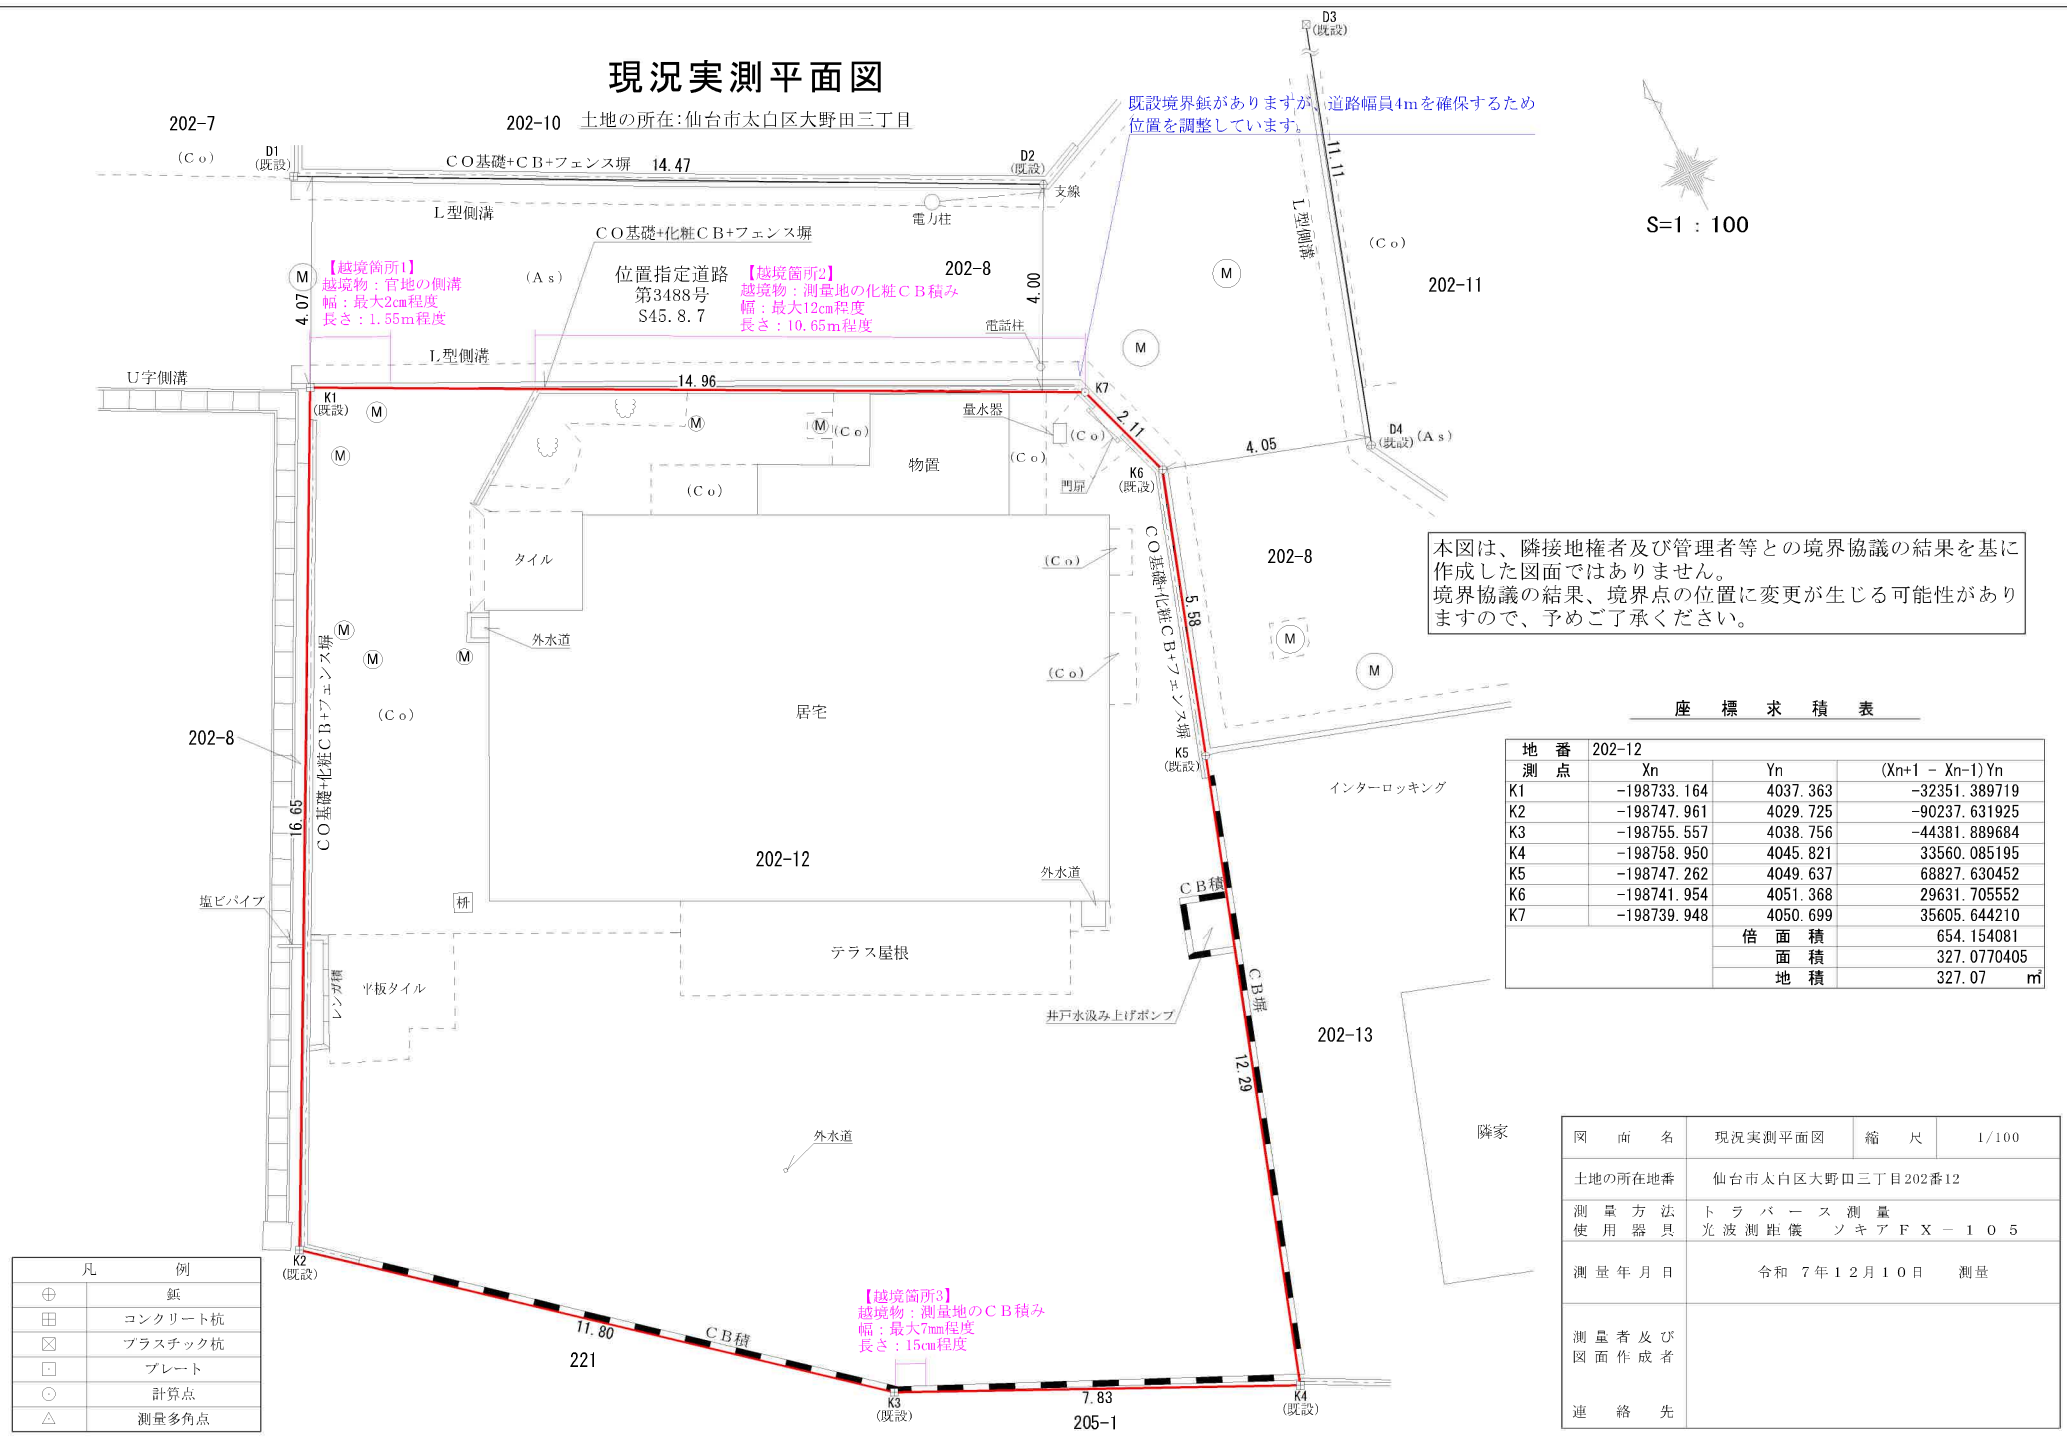 現況実測平面図
土地の所在:仙台市太白区大野田三丁目
D3
(既設)
既設境界鋲がありますが、道路幅員4mを確保するため
位置を調整しています。
S=1 : 100
202-7
(Co)
202-10
D1
(既設)
CO基礎+CB+フェンス塀
14.47
D2
(既設)
支線
電力柱
L型側溝
CO基礎+化粧CB+フェンス塀
11.11
L型側溝
(Co)
202-11
M
4.07
【越境箇所1】
越境物：官地の側溝
幅：最大2㎝程度
長さ：1.55m程度
(As)
位置指定道路
第3488号
S45.8.7
【越境箇所2】
越境物：測量地の化粧CB積み
幅：最大12㎝程度
長さ：10.65m程度
202-8
4.00
電話柱
M
M
L型側溝
U字側溝
14.96
K1
(既設)
K7
M
M
M
M
(Co)
物置
量水器
(Co)
(Co)
2.11
門扉
K6
(既設)
4.05
D4
(既設)
(As)
(Co)
タイル
(Co)
CO基礎+化粧CB+フェンス塀
5.58
202-8
M
M
本図は、隣接地権者及び管理者等との境界協議の結果を基に
作成した図面ではありません。
境界協議の結果、境界点の位置に変更が生じる可能性があり
ますので、予めご了承ください。
外水道
M
M
M
(Co)
(Co)
居宅
CO基礎+化粧CB+フェンス塀
202-8
16.65
K5
(既設)
インターロッキング
座標求積表
地番 202-12
測点 Xn Yn (Xn+1 - Xn-1)Yn
K1 -198733.164 4037.363 -32351.389719
K2 -198747.961 4029.725 -90237.631925
K3 -198755.557 4038.756 -44381.889684
K4 -198758.950 4045.821 33560.085195
K5 -198747.262 4049.637 68827.630452
K6 -198741.954 4051.368 29631.705552
K7 -198739.948 4050.699 35605.644210
倍面積 654.154081
面積 327.0770405
地積 327.07 ㎡
202-12
外水道
CB積
塩ビパイプ
枡
テラス屋根
レンガ積
平板タイル
井戸水汲み上げポンプ
CB塀
12.29
202-13
隣家
外水道
K2
(既設)
11.80
CB積
221
【越境箇所3】
越境物：測量地のCB積み
幅：最大7㎜程度
長さ：15㎝程度
K3
(既設)
7.83
205-1
K4
(既設)
凡例
鋲
コンクリート杭
プラスチック杭
プレート
計算点
測量多角点
図面名 現況実測平面図 縮尺 1/100
土地の所在地番 仙台市太白区大野田三丁目202番12
測量方法 トラバース測量
使用器具 光波測距儀 ソキアFX－105
測量年月日 令和 7年12月10日 測量
測量者及び
図面作成者
連絡先